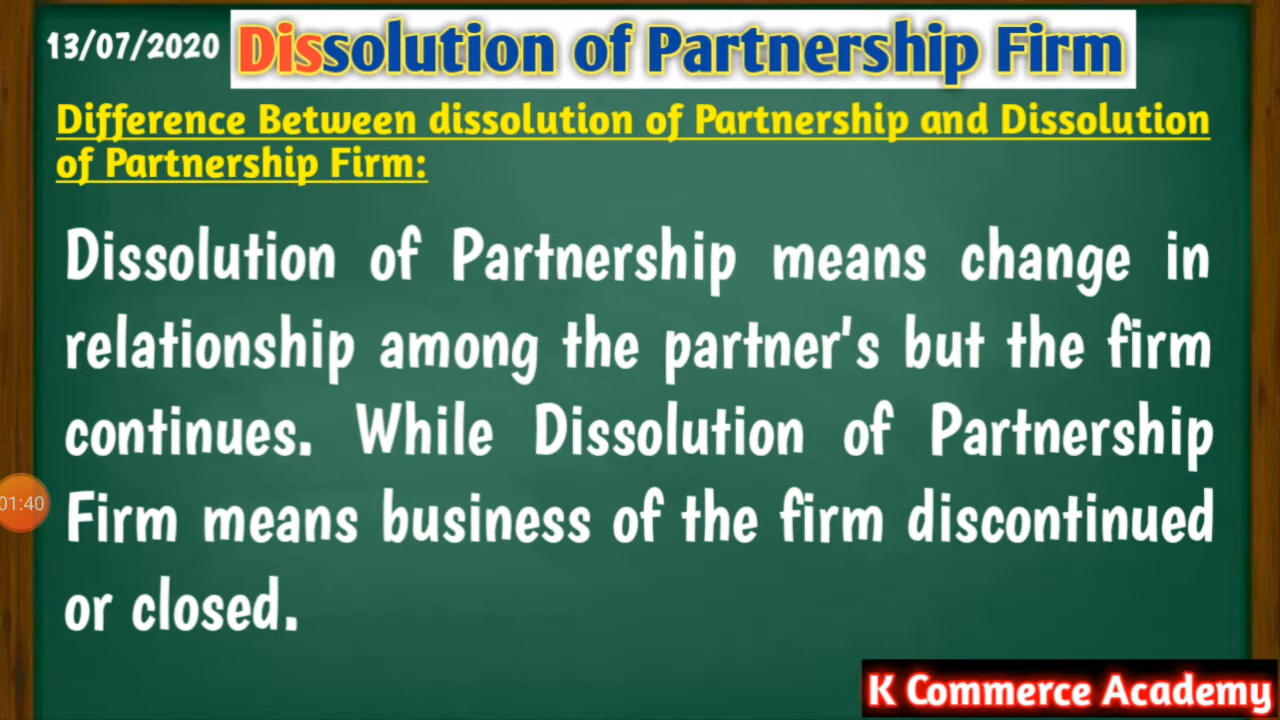 13/07/2020 Dissolution of Partnership Firm
Difference Between dissolution of Partnership and Dissolution
of Partnership Firm:
Dissolution of Partnership means change in
relationship among the partner's but the firm
continues. While Dissolution of Partnership
Firm means business of the firm discontinued
or closed.
01:40
K Commerce Academy